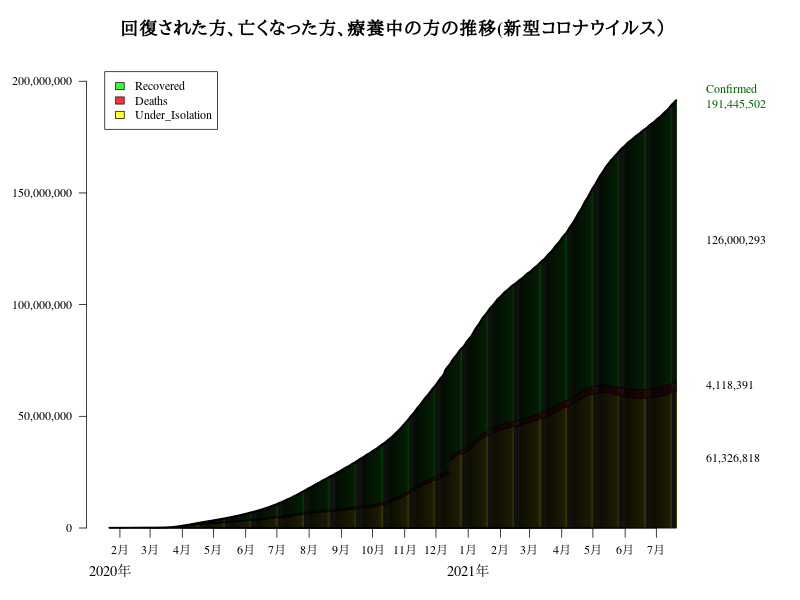 回復された方、亡くなった方、療養中の方の推移(新型コロナウイルス）
200,000,000
150,000,000
100,000,000
50,000,000
0
Recovered
Deaths
Under_Isolation
Confirmed
191,445,502
126,000,293
4,118,391
61,326,818
2月 3月 4月 5月 6月 7月 8月 9月 10月 11月 12月 1月 2月 3月 4月 5月 6月 7月
2020年 2021年